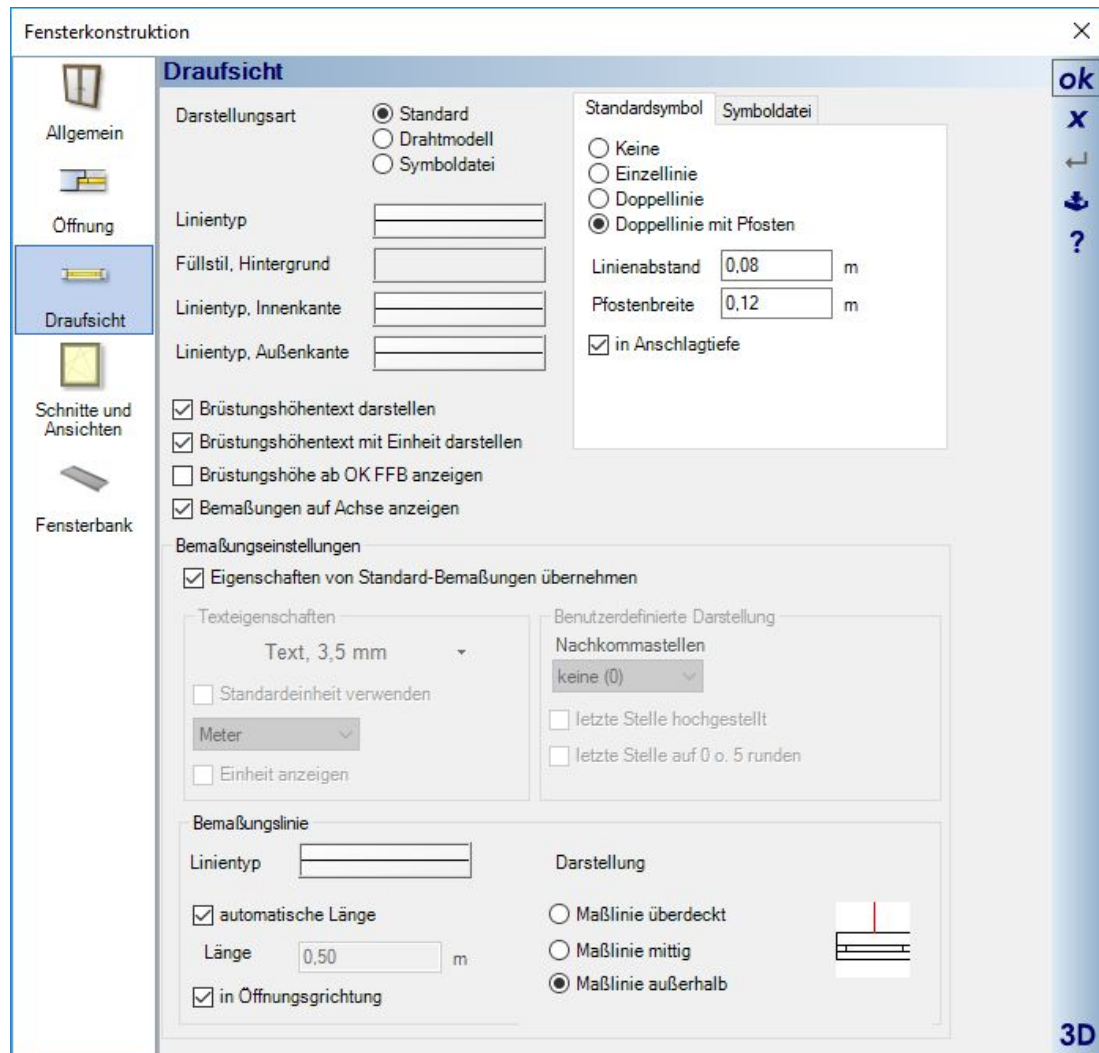 Fensterkonstruktion
Allgemein
Öffnung
Draufsicht
Schnitte und
Ansichten
Fensterbank
Draufsicht
Darstellungsart
Standard
Drahtmodell
Symboldatei
Linientyp
Füllstil, Hintergrund
Linientyp, Innenkante
Linientyp, Außenkante
Standardsymbol Symboldatei
Keine
Einzellinie
Doppellinie
Doppellinie mit Pfosten
Linienabstand 0,08 m
Pfostenbreite 0,12 m
in Anschlagtiefe
Brüstungshöhentext darstellen
Brüstungshöhentext mit Einheit darstellen
Brüstungshöhe ab OK FFB anzeigen
Bemaßungen auf Achse anzeigen
Bemaßungseinstellungen
Eigenschaften von Standard-Bemaßungen übernehmen
Texteigenschaften
Text, 3,5 mm
Standardeinheit verwenden
Meter
Einheit anzeigen
Benutzerdefinierte Darstellung
Nachkommastellen
keine (0)
letzte Stelle hochgestellt
letzte Stelle auf 0 o. 5 runden
Bemaßungslinie
Linientyp
automatische Länge
Länge 0,50 m
in Öffnungsgrichtung
Darstellung
Maßlinie überdeckt
Maßlinie mittig
Maßlinie außerhalb
ok
x
?
3D